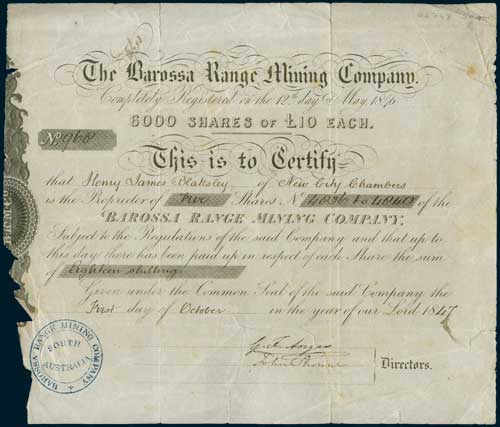 The Barossa Range Mining Company.
Completely Registered on the 12th day of May 1846
6000 SHARES OF £10 EACH.
No. 968
This is to Certify
that Henry James Blaksley of New City Chambers
is the Proprietor of Five Shares No 4836 to 4840 of the
BAROSSA RANGE MINING COMPANY.
Subject to the Regulations of the said Company and that up to
this day there has been paid up in respect of each Share the sum
of Eighteen shillings
Given under the Common Seal of the said Company the
First day of October in the year of our Lord 1847
Directors.
BAROSSA RANGE MINING COMPANY
SOUTH
AUSTRALIA